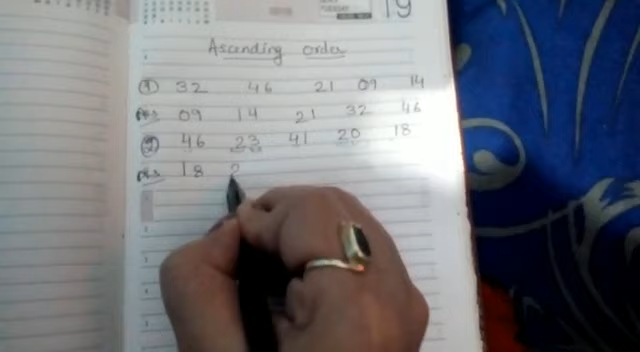 19
Ascending order
① 32 46 21 09 14
Ans 09 14 21 32 46
② 46 23 41 20 18
Ans 18 2